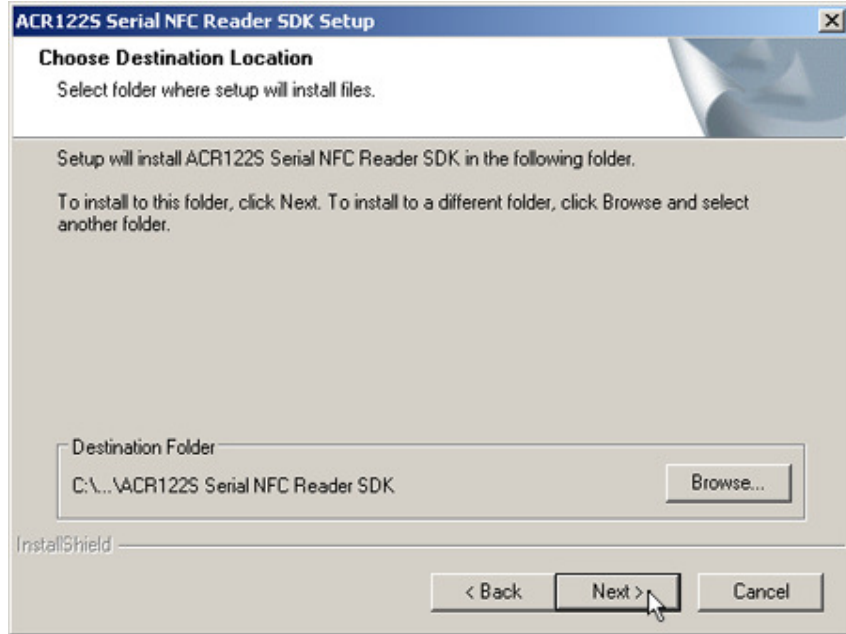 ACR122S Serial NFC Reader SDK Setup
Choose Destination Location
Select folder where setup will install files.
Setup will install ACR122S Serial NFC Reader SDK in the following folder.
To install to this folder, click Next. To install to a different folder, click Browse and select
another folder.
Destination Folder
C:\...\ACR122S Serial NFC Reader SDK
Browse...
InstallShield
< Back
Next >
Cancel